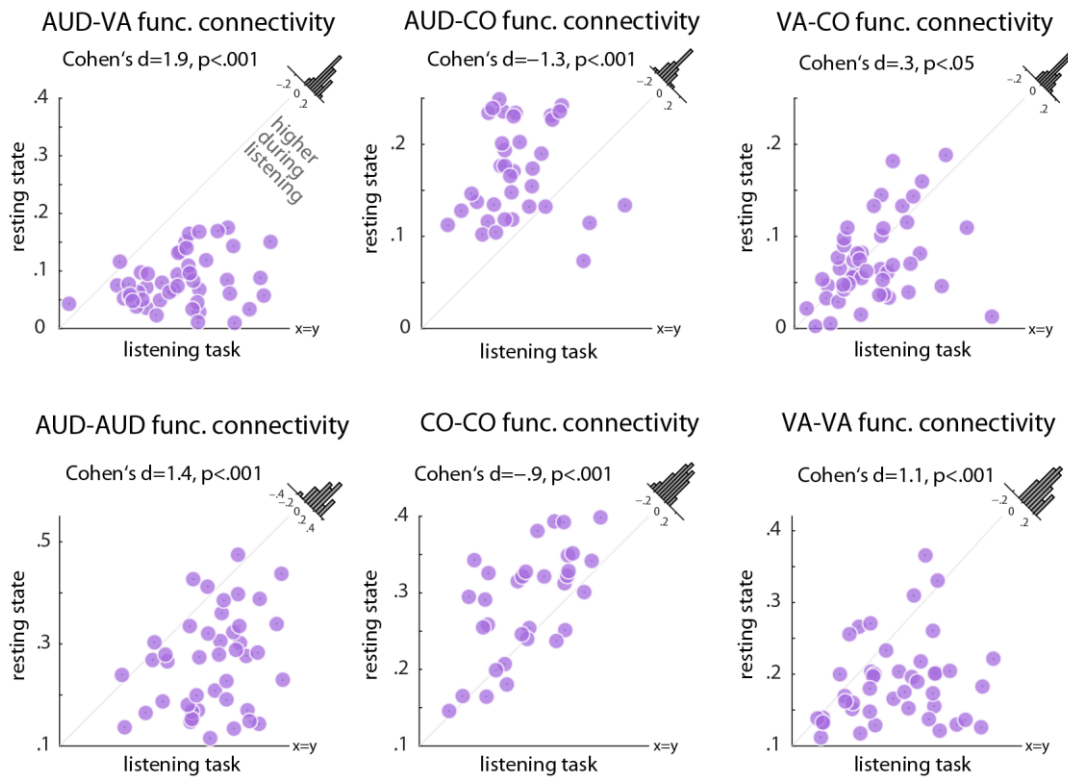 AUD-VA func. connectivity
Cohen's d=1.9, p<.001
-.2
0
.2
.4
.3
.2
.1
0
resting state
higher
during
listening
x=y
listening task
AUD-CO func. connectivity
Cohen's d=−1.3, p<.001
-.2
0
.2
.2
.1
0
resting state
x=y
listening task
VA-CO func. connectivity
Cohen's d=.3, p<.05
-.2
0
.2
.2
.1
0
resting state
x=y
listening task
AUD-AUD func. connectivity
Cohen's d=1.4, p<.001
-.4
-.2
0
.2
.4
.5
.3
.1
resting state
x=y
listening task
CO-CO func. connectivity
Cohen's d=−.9, p<.001
-.2
0
.2
.4
.3
.2
.1
resting state
x=y
listening task
VA-VA func. connectivity
Cohen's d=1.1, p<.001
-.2
0
.2
.4
.3
.2
.1
resting state
x=y
listening task